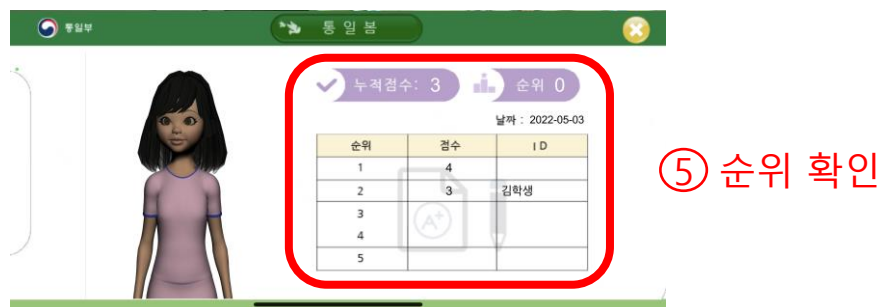 통일부
통일봄
누적점수: 3
순위 0
날짜 : 2022-05-03
순위 점수 ID
1 4
2 3 김학생
3
4
5
A+
⑤ 순위 확인